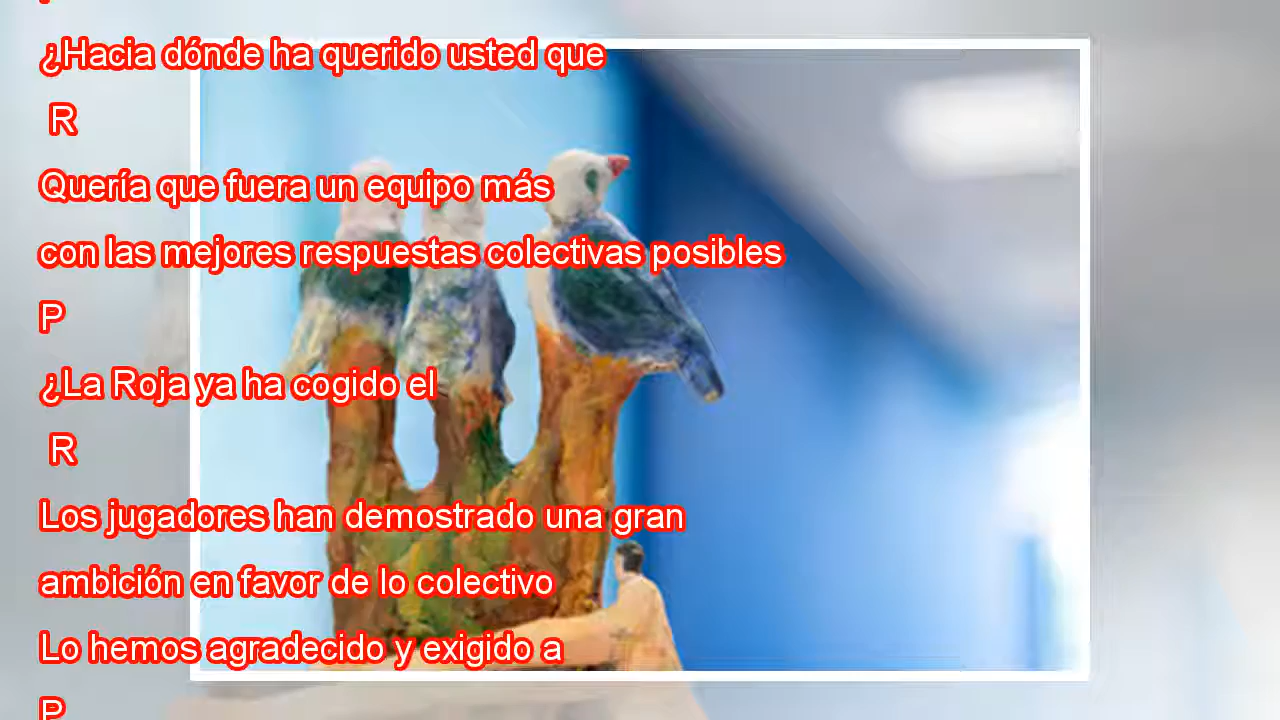 ¿Hacia dónde ha querido usted que
R
Quería que fuera un equipo más
con las mejores respuestas colectivas posibles
P
¿La Roja ya ha cogido el
R
Los jugadores han demostrado una gran
ambición en favor de lo colectivo
Lo hemos agradecido y exigido a
P